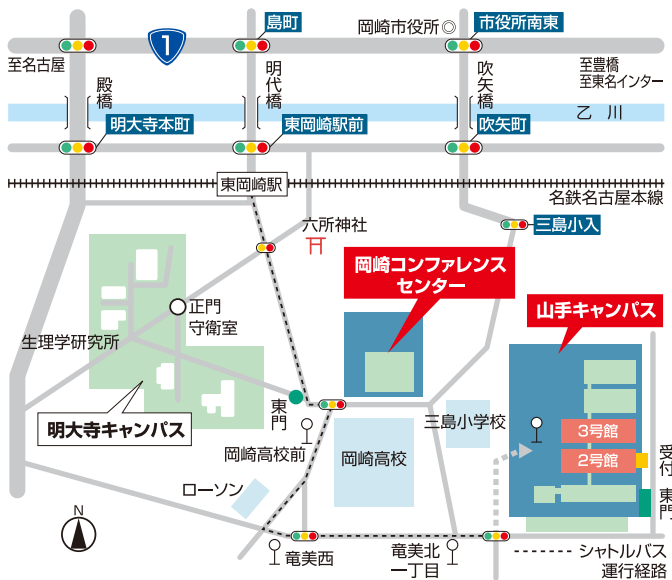 島町
岡崎市役所
市役所南東
1
至名古屋
殿橋
明代橋
吹矢橋
至豊橋
至東名インター
乙 川
明大寺本町
東岡崎駅前
吹矢町
東岡崎駅
名鉄名古屋本線
六所神社
三島小入
岡崎コンファレンス
センター
山手キャンパス
正門
守衛室
生理学研究所
明大寺キャンパス
東門
岡崎高校前
岡崎高校
三島小学校
3号館
2号館
受付
東門
ローソン
N
竜美西
竜美北
一丁目
シャトルバス
運行経路